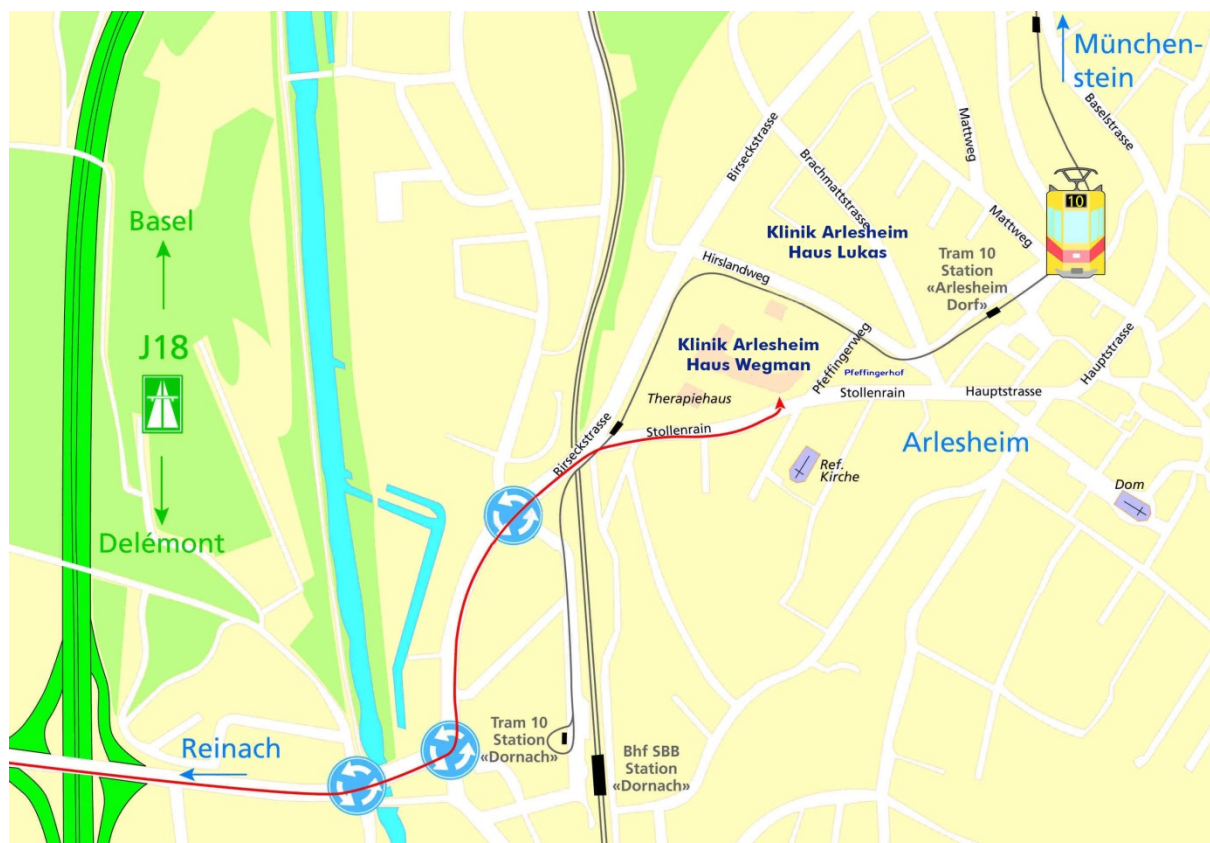 München-
stein
Baselstrasse
Mattweg
Birseckstrasse
Brachmattstrasse
10
Basel
Klinik Arlesheim
Haus Lukas
Mattweg
Hirslandweg
Tram 10
Station
«Arlesheim
Dorf»
J18
Klinik Arlesheim
Haus Wegman
Pfeffingerweg
Pfeffingerhof
Hauptstrasse
Therapiehaus
Stollenrain
Hauptstrasse
Birseckstrasse
Stollenrain
Arlesheim
Ref.
Kirche
Dom
Delémont
Reinach
Tram 10
Station
«Dornach»
Bhf SBB
Station
«Dornach»